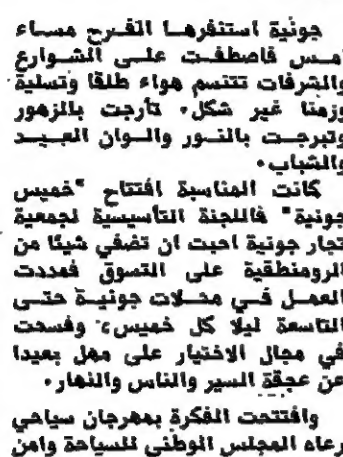 جونية استنفرها الفرح مساء
امس فاصطفت على الشوارع
والشرفات تتنسم هواء طلقا وتسلية
وزمنا غير شكل. تأرجت بالزهور
وتبرجت بالنور والوان العيد
والشباب.
كانت المناسبة افتتاح "خميس
جونية" فاللجنة التأسيسية لجمعية
تجار جونية احبت ان تضفي شيئا من
الرومنطقية على التسوق فمددت
العمل في محلات جونية حتى
التاسعة ليلا كل خميس، وفسحت
في مجال الاختيار على مهل بعيدا
عن عجقة السير والناس والنهار.
وافتتحت الفكرة بمهرجان سياحي
رعاه المجلس الوطني للسياحة وامن